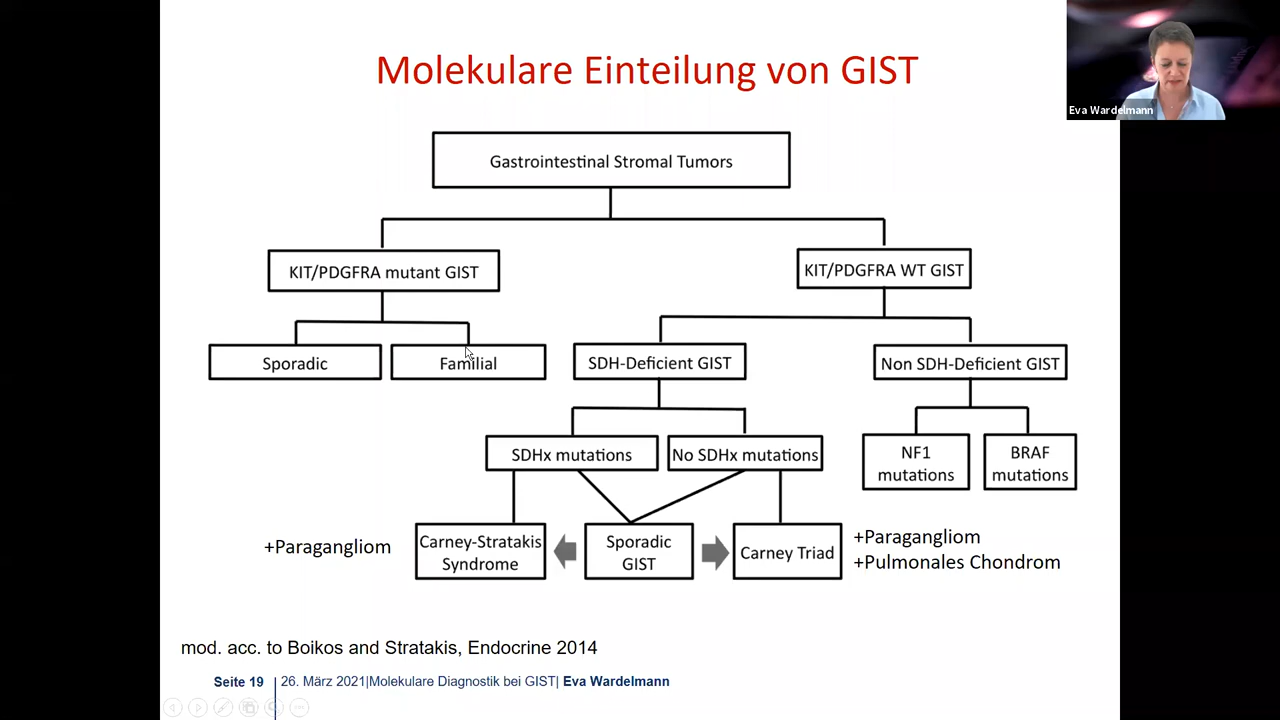 Molekulare Einteilung von GIST
Eva Wardelmann
Gastrointestinal Stromal Tumors
KIT/PDGFRA mutant GIST
KIT/PDGFRA WT GIST
Sporadic
Familial
SDH-Deficient GIST
Non SDH-Deficient GIST
SDHx mutations
No SDHx mutations
NF1
mutations
BRAF
mutations
+Paragangliom
Carney-Stratakis
Syndrome
Sporadic
GIST
Carney Triad
+Paragangliom
+Pulmonales Chondrom
mod. acc. to Boikos and Stratakis, Endocrine 2014
Seite 19
26. März 2021|Molekulare Diagnostik bei GIST| Eva Wardelmann